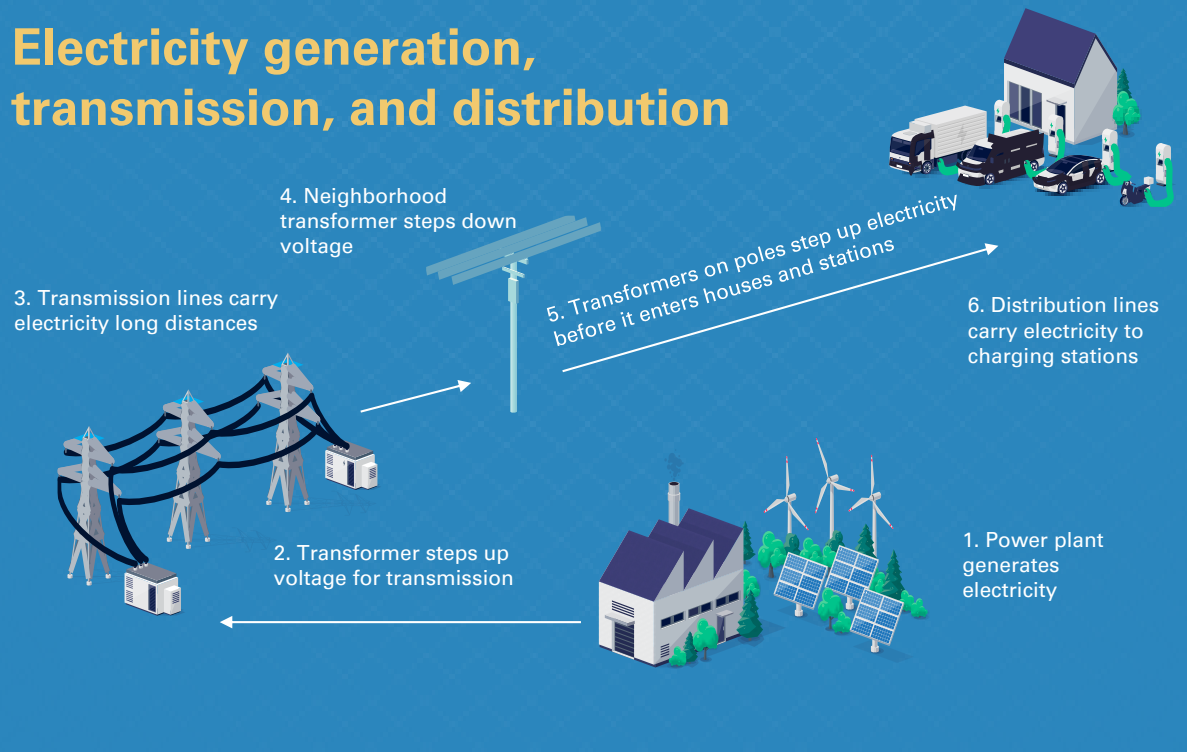 Electricity generation,
transmission, and distribution
4. Neighborhood
transformer steps down
voltage
3. Transmission lines carry
electricity long distances
5. Transformers on poles step up electricity
before it enters houses and stations
6. Distribution lines
carry electricity to
charging stations
2. Transformer steps up
voltage for transmission
1. Power plant
generates
electricity